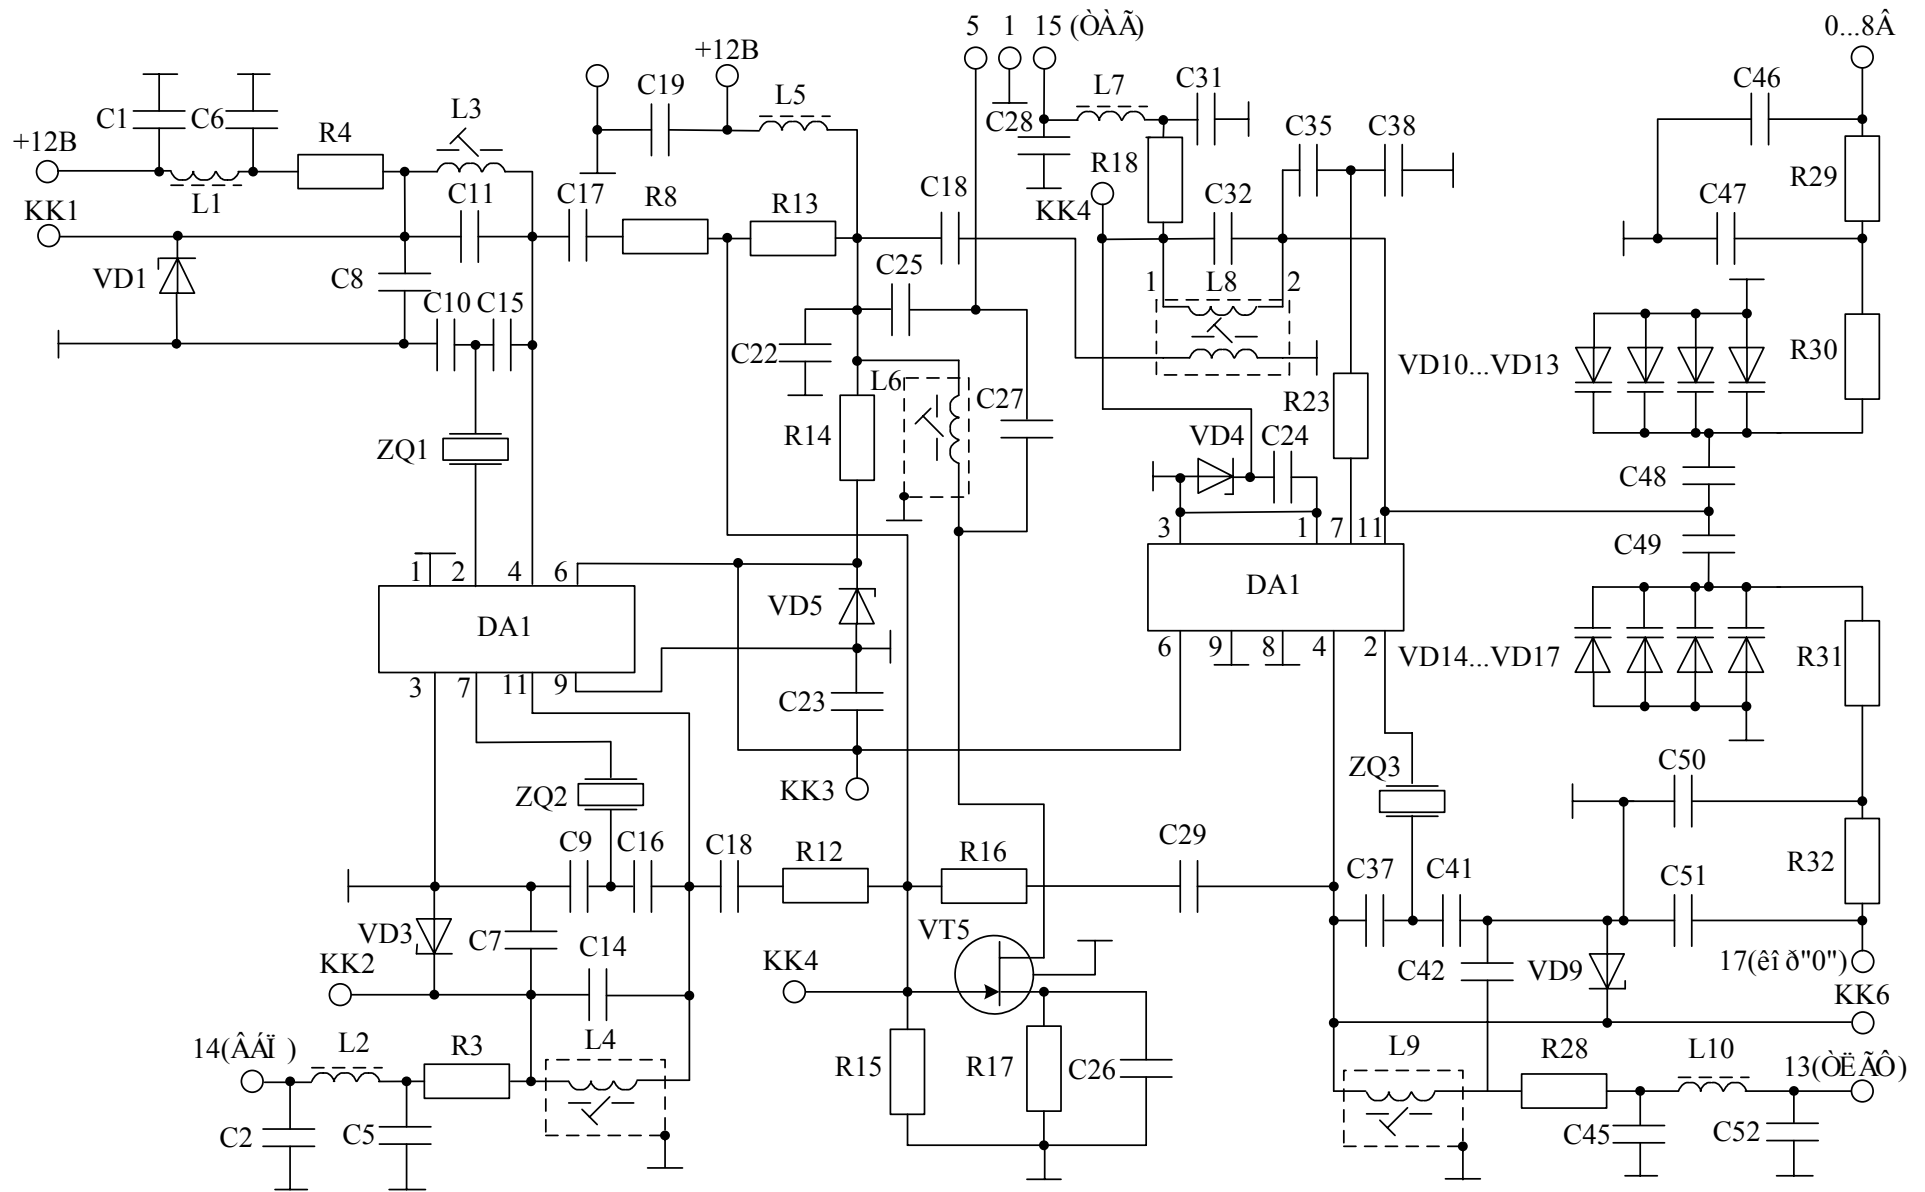 5 1 15 (ÒÀÃ) 0...8Â
+12В
C19
C46
L7
C31
L5
C1
C6
L3
R4
C28
C35
C38
+12В
R18
R29
C11
C17
L1
R8
R13
C18
KK4
C32
C47
KK1
C25
1 L8 2
VD1
C8
C10
C15
C22
R30
VD10...VD13
L6
C27
R23
ZQ1
R14
VD4
C24
C48
3 1 7 11
C49
1 2 4 6
DA1
VD5
DA1
VD14...VD17
R31
6 9 8 4 2
3 7 11 9
C23
C50
ZQ3
ZQ2
KK3
C9
C16
C18
R12
R16
C29
R32
C37
C41
C51
VD3
C7
C14
VT5
KK2
KK4
C42
VD9
17(êîð"0")
KK6
14(ÂÁÏ )
L2
R3
L4
L9
R28
L10
R15
R17
C26
13(ÒËÃÔ)
C2
C5
C45
C52